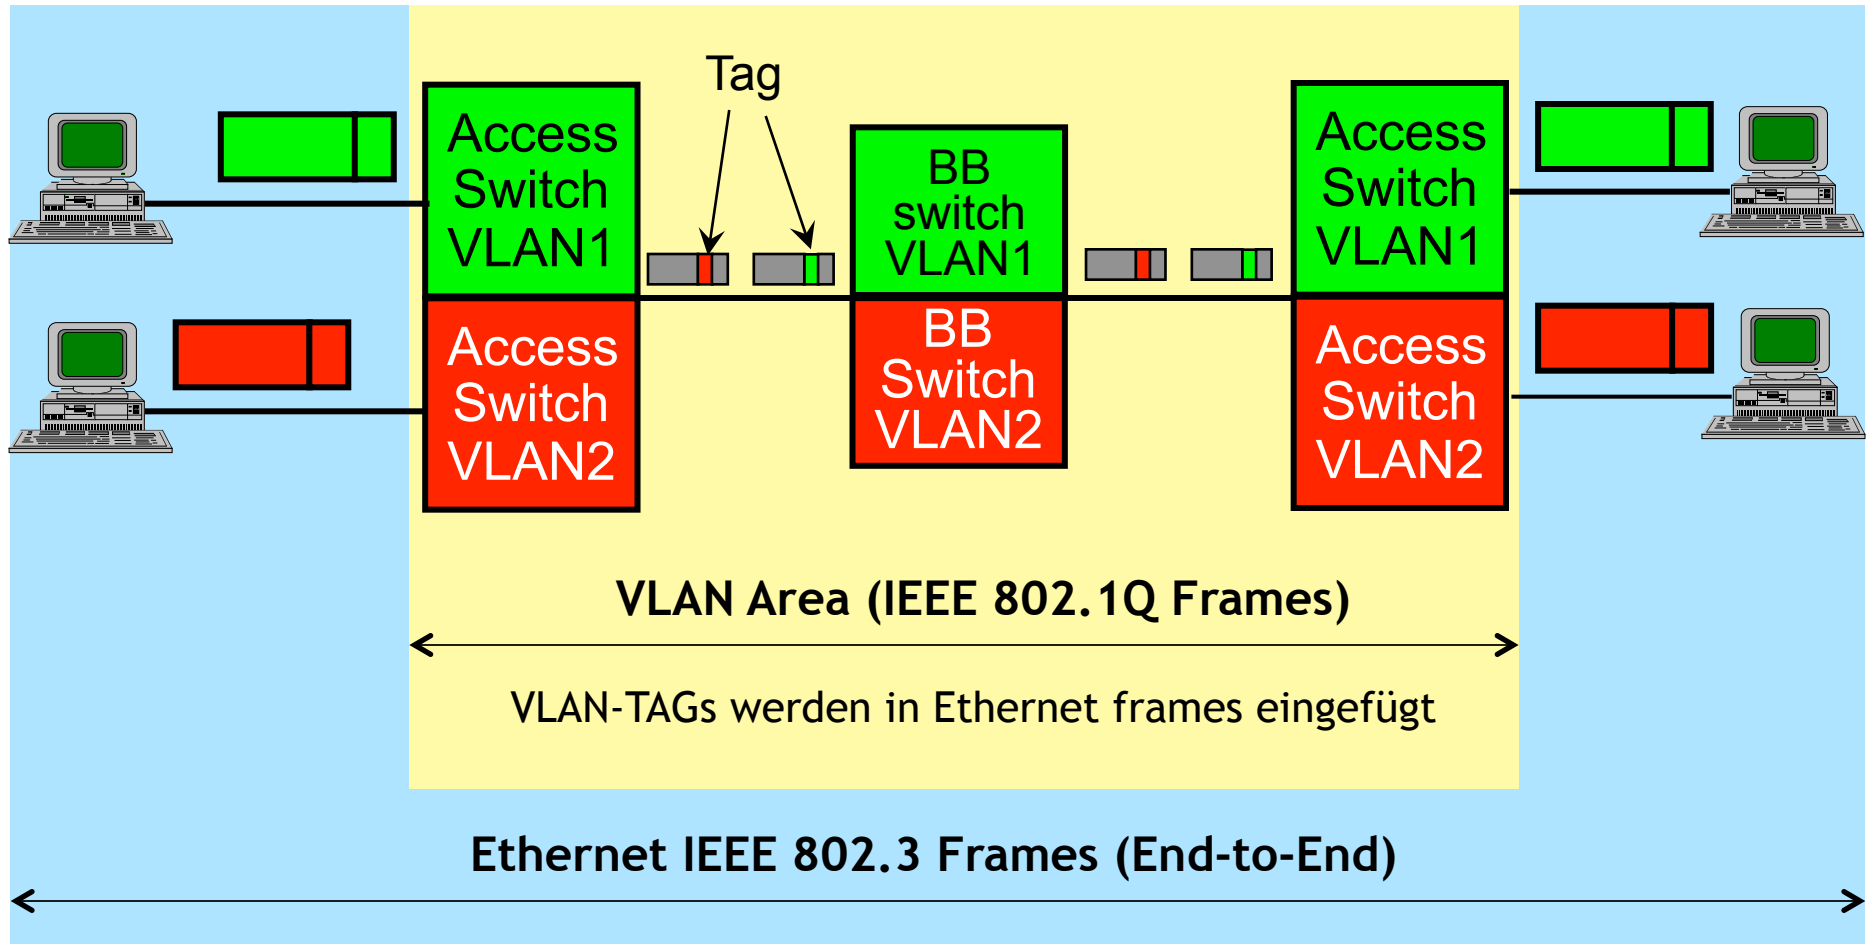 Tag
Access
Switch
VLAN1
Access
Switch
VLAN2
BB
switch
VLAN1
BB
Switch
VLAN2
Access
Switch
VLAN1
Access
Switch
VLAN2
VLAN Area (IEEE 802.1Q Frames)
VLAN-TAGs werden in Ethernet frames eingefügt
Ethernet IEEE 802.3 Frames (End-to-End)